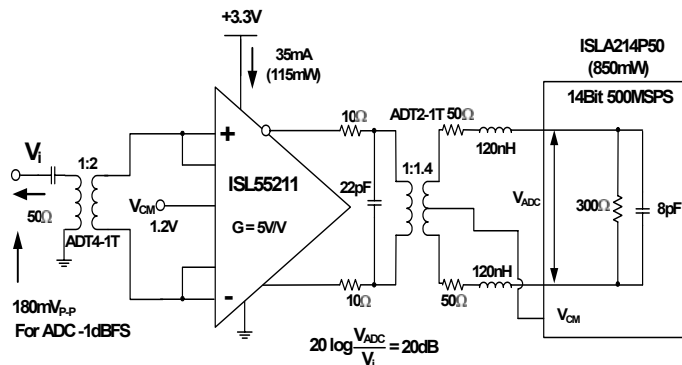 +3.3V
35mA
(115mW)
ISLA214P50
(850mW)
14Bit 500MSPS
10Ω
ADT2-1T
50Ω
120nH
1:2
Vi
+
1:1.4
ISL55211
22pF
VADC
300Ω
8pF
50Ω
VCM
1.2V
G = 5V/V
ADT4-1T
120nH
-
10Ω
50Ω
VCM
180mVP-P
For ADC -1dBFS
20 log VADC/Vi = 20dB